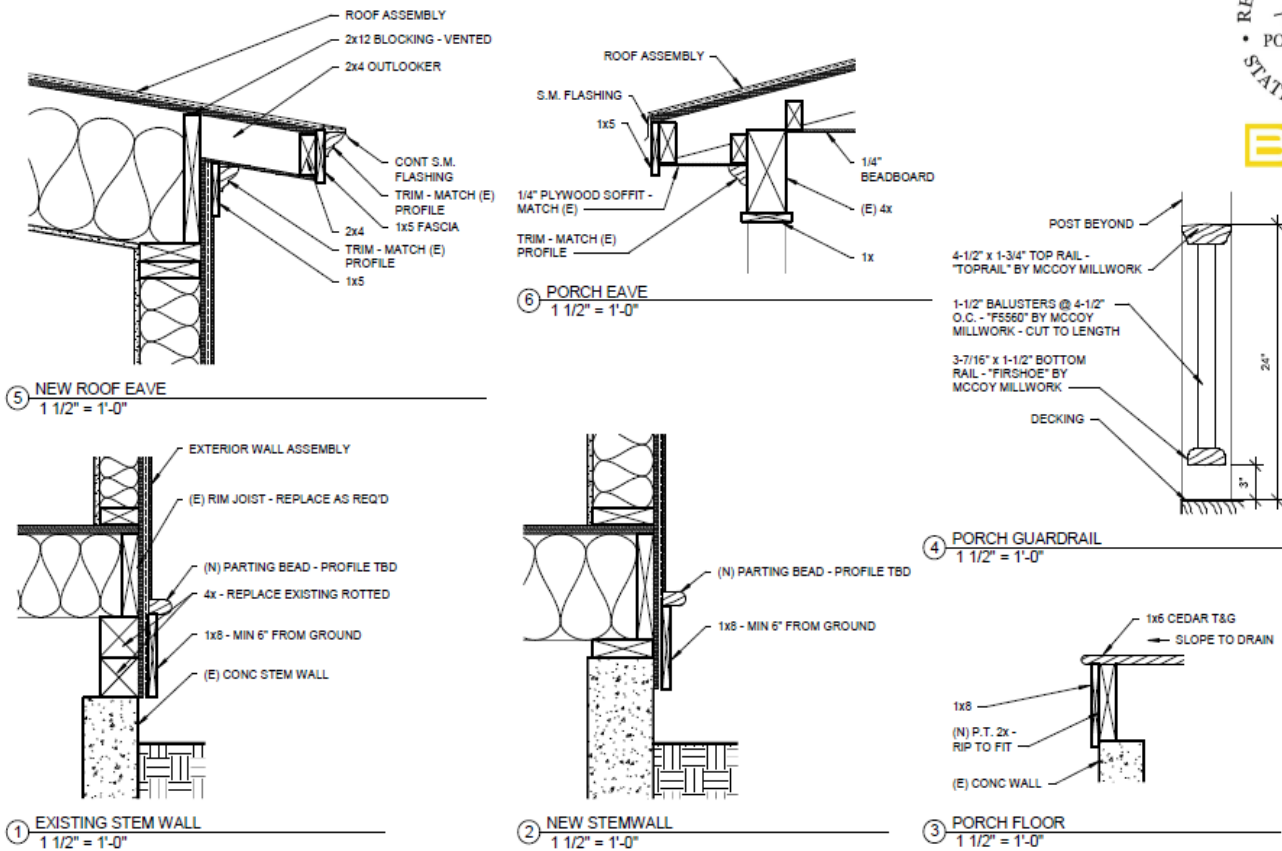 ROOF ASSEMBLY
2x12 BLOCKING - VENTED
2x4 OUTLOOKER
CONT S.M.
FLASHING
TRIM - MATCH (E)
PROFILE
1x5 FASCIA
2x4
TRIM - MATCH (E)
PROFILE
1x5
5 NEW ROOF EAVE
1 1/2" = 1'-0"
ROOF ASSEMBLY
S.M. FLASHING
1x5
1/4" PLYWOOD SOFFIT -
MATCH (E)
TRIM - MATCH (E)
PROFILE
1/4"
BEADBOARD
(E) 4x
1x
6 PORCH EAVE
1 1/2" = 1'-0"
POST BEYOND
4-1/2" x 1-3/4" TOP RAIL -
"TOPRAIL" BY MCCOY MILLWORK
1-1/2" BALUSTERS @ 4-1/2"
O.C. - "F5560" BY MCCOY
MILLWORK - CUT TO LENGTH
3-7/16" x 1-1/2" BOTTOM
RAIL - "FIRSHOE" BY
MCCOY MILLWORK
DECKING
24"
3"
4 PORCH GUARDRAIL
1 1/2" = 1'-0"
EXTERIOR WALL ASSEMBLY
(E) RIM JOIST - REPLACE AS REQ'D
(N) PARTING BEAD - PROFILE TBD
4x - REPLACE EXISTING ROTTED
1x8 - MIN 6" FROM GROUND
(E) CONC STEM WALL
1 EXISTING STEM WALL
1 1/2" = 1'-0"
(N) PARTING BEAD - PROFILE TBD
1x8 - MIN 6" FROM GROUND
2 NEW STEMWALL
1 1/2" = 1'-0"
1x6 CEDAR T&G
SLOPE TO DRAIN
1x8
(N) P.T. 2x -
RIP TO FIT
(E) CONC WALL
3 PORCH FLOOR
1 1/2" = 1'-0"